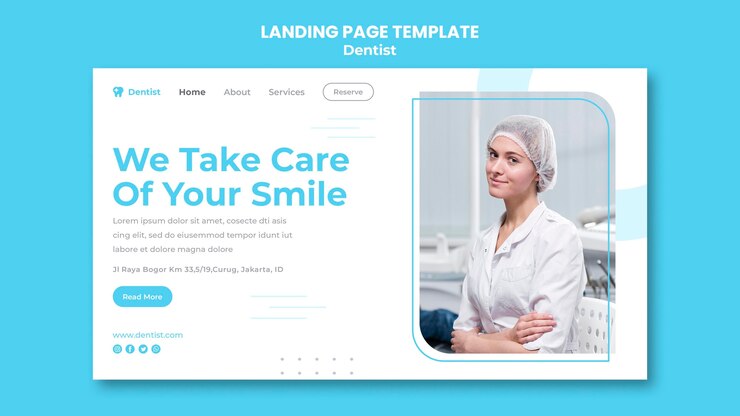 LANDING PAGE TEMPLATE
Dentist
Dentist Home About Services Reserve
We Take Care
Of Your Smile
Lorem ipsum dolor sit amet, cosecte dti asis
cing elit, sed do eiusemmod tempor idunt iut
labore et dolore magna dolore
Jl Raya Bogor Km 33,5/19,Curug, Jakarta, ID
Read More
www.dentist.com